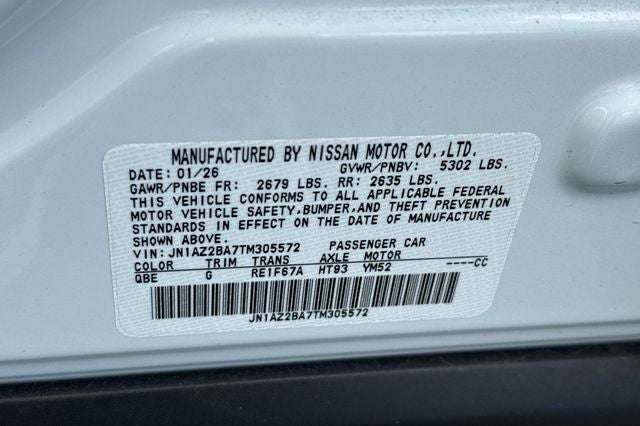 MANUFACTURED BY NISSAN MOTOR CO.,LTD.
DATE: 01/26 GVWR/PNBV: 5302 LBS.
GAWR/PNBE FR: 2679 LBS. RR: 2635 LBS.
THIS VEHICLE CONFORMS TO ALL APPLICABLE FEDERAL
MOTOR VEHICLE SAFETY,BUMPER,AND THEFT PREVENTION
STANDARDS IN EFFECT ON THE DATE OF MANUFACTURE
SHOWN ABOVE.
VIN: JN1AZ2BA7TM305572 PASSENGER CAR
COLOR TRIM TRANS AXLE MOTOR ----CC
QBE G RE1F67A HT93 YM52
JN1AZ2BA7TM305572